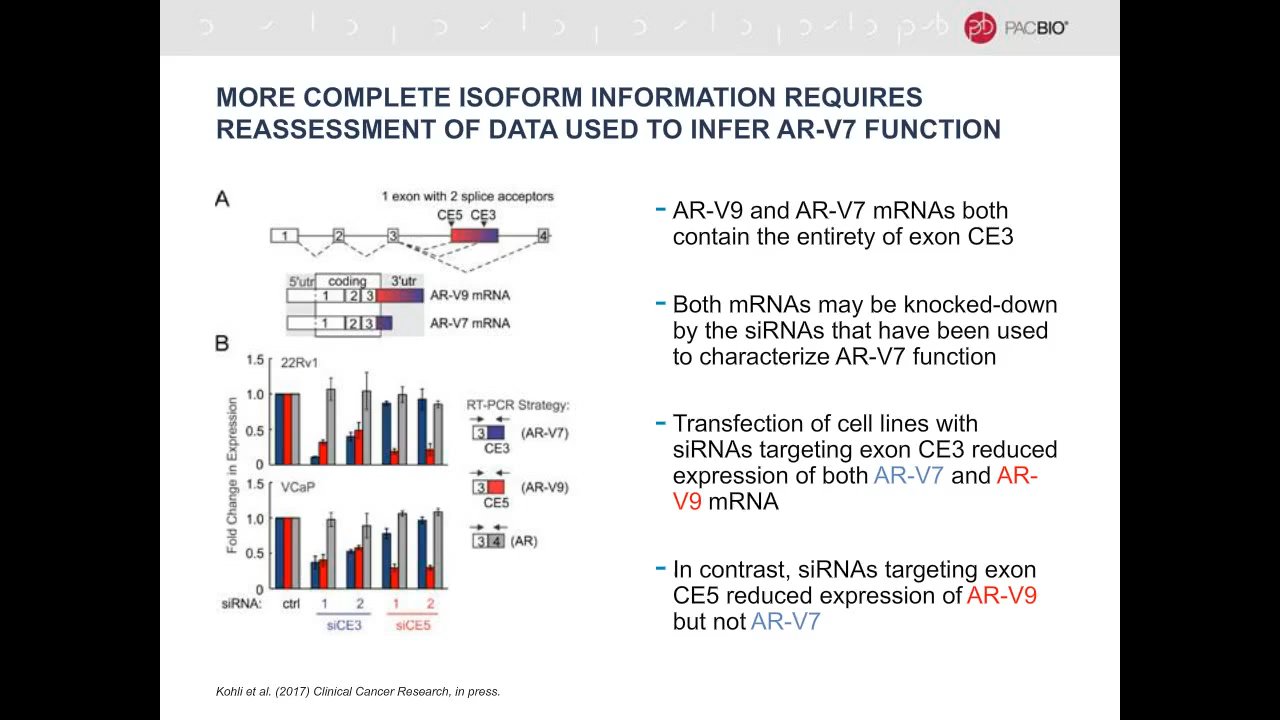 PACBIO®
MORE COMPLETE ISOFORM INFORMATION REQUIRES
REASSESSMENT OF DATA USED TO INFER AR-V7 FUNCTION
A
1 exon with 2 splice acceptors
CE5 CE3
1 2 3 4
5'utr coding 3'utr
1 2 3 AR-V9 mRNA
1 2 3 AR-V7 mRNA
B
Fold Change in Expression
1.5
22Rv1
1.0
0.5
0
1.5
VCaP
1.0
0.5
0
siRNA: ctrl 1 2 1 2
siCE3 siCE5
RT-PCR Strategy:
3 (AR-V7)
CE3
3 (AR-V9)
CE5
3 4 (AR)
- AR-V9 and AR-V7 mRNAs both
contain the entirety of exon CE3
- Both mRNAs may be knocked-down
by the siRNAs that have been used
to characterize AR-V7 function
- Transfection of cell lines with
siRNAs targeting exon CE3 reduced
expression of both AR-V7 and AR-
V9 mRNA
- In contrast, siRNAs targeting exon
CE5 reduced expression of AR-V9
but not AR-V7
Kohli et al. (2017) Clinical Cancer Research, in press.